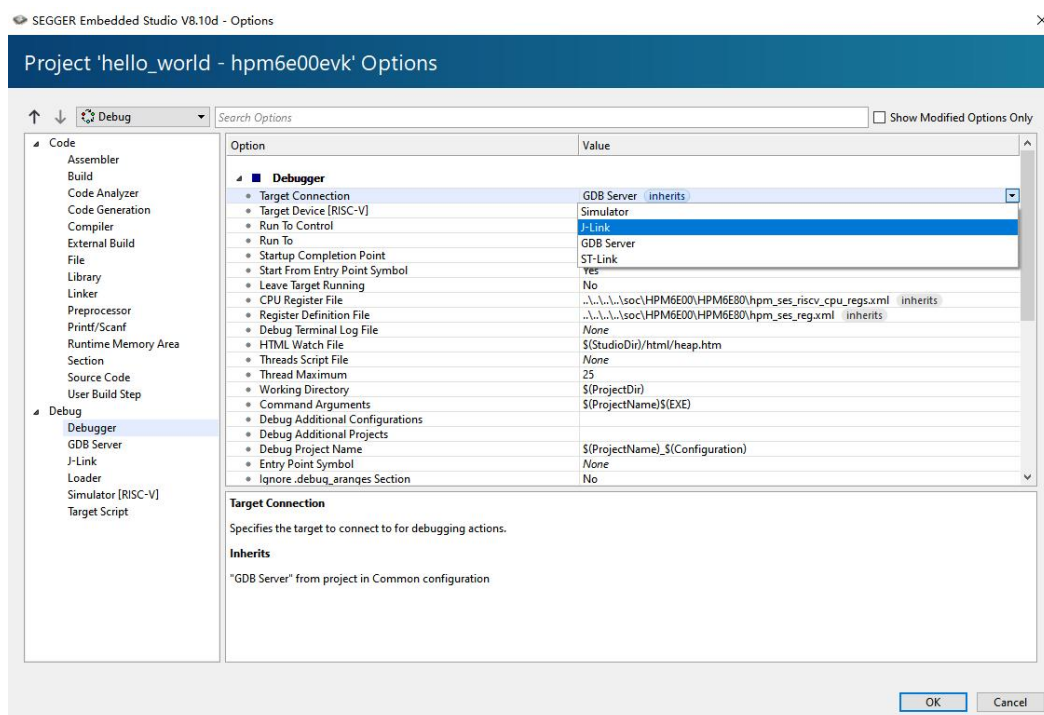 SEGGER Embedded Studio V8.10d - Options
Project 'hello_world - hpm6e00evk' Options
Debug
Search Options
Show Modified Options Only
Code
Assembler
Build
Code Analyzer
Code Generation
Compiler
External Build
File
Library
Linker
Preprocessor
Printf/Scanf
Runtime Memory Area
Section
Source Code
User Build Step
Debug
Debugger
GDB Server
J-Link
Loader
Simulator [RISC-V]
Target Script
Option Value
Debugger
Target Connection GDB Server inherits
Target Device [RISC-V] Simulator
Run To Control J-Link
Run To GDB Server
Startup Completion Point ST-Link
Start From Entry Point Symbol Yes
Leave Target Running No
CPU Register File ..\..\..\..\soc\HPM6E00\HPM6E80\hpm_ses_riscv_cpu_regs.xml inherits
Register Definition File ..\..\..\..\soc\HPM6E00\HPM6E80\hpm_ses_reg.xml inherits
Debug Terminal Log File None
HTML Watch File $(StudioDir)/html/heap.htm
Threads Script File None
Thread Maximum 25
Working Directory $(ProjectDir)
Command Arguments $(ProjectName)$(EXE)
Debug Additional Configurations
Debug Additional Projects
Debug Project Name $(ProjectName)_$(Configuration)
Entry Point Symbol None
Ignore .debug_aranges Section No
Target Connection
Specifies the target to connect to for debugging actions.
Inherits
"GDB Server" from project in Common configuration
OK Cancel